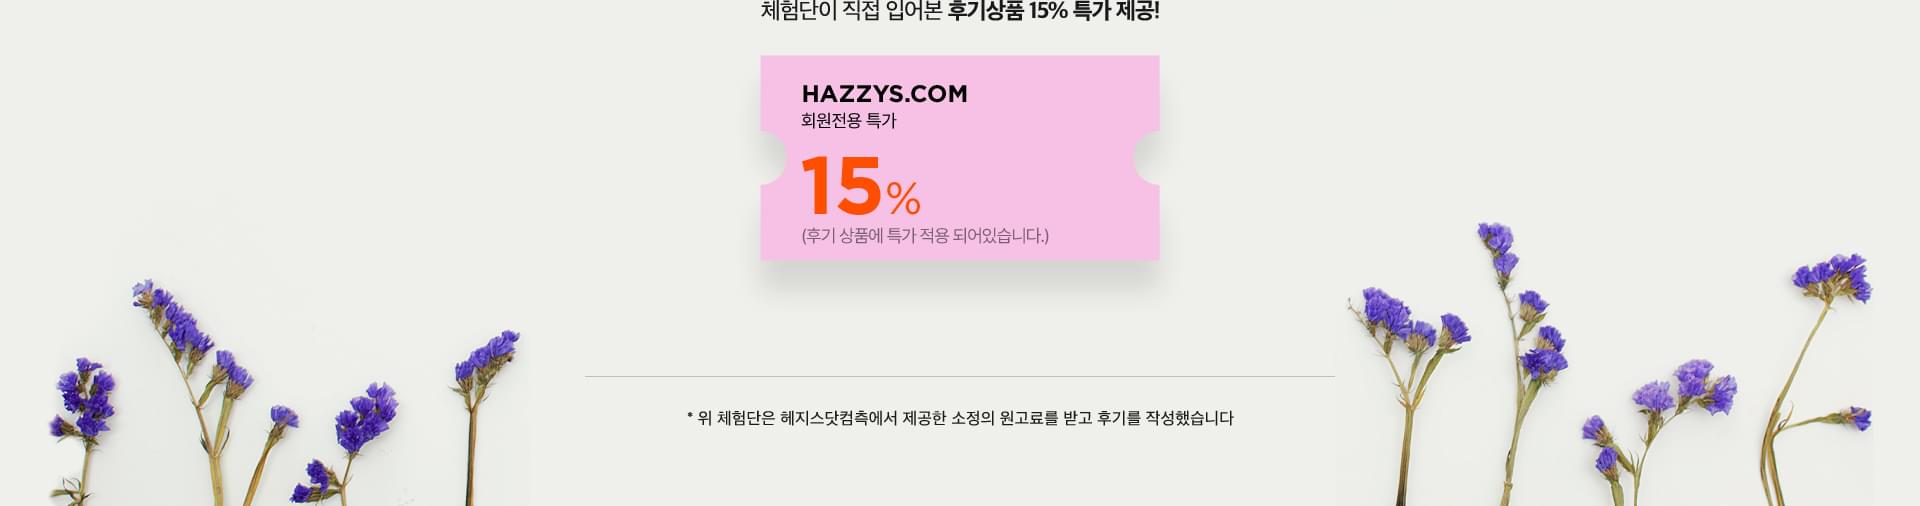 체험단이 직접 입어본 후기상품 15% 특가 제공!
HAZZYS.COM
회원전용 특가
15%
(후기 상품에 특가 적용 되어있습니다.)
* 위 체험단은 헤지스닷컴측에서 제공한 소정의 원고료를 받고 후기를 작성했습니다